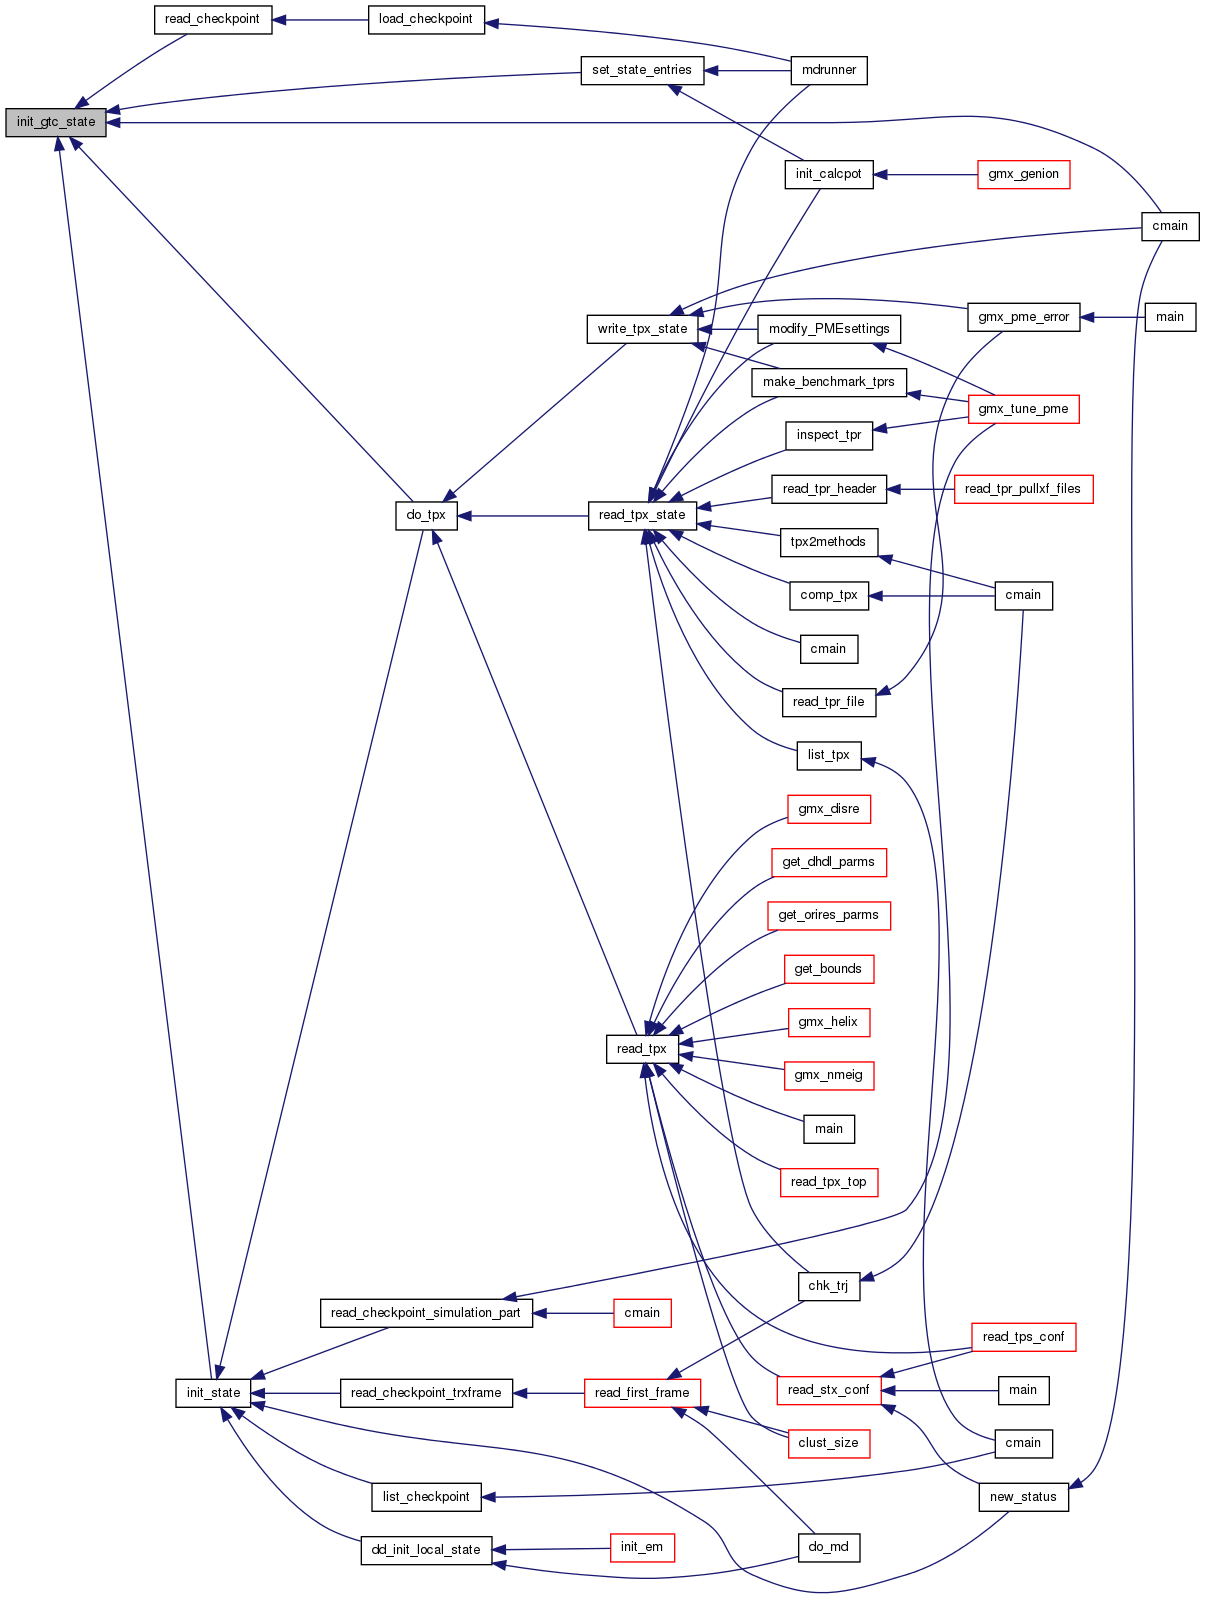 read_checkpoint
load_checkpoint
set_state_entries
mdrunner
init_gtc_state
init_calcpot
gmx_genion
cmain
write_tpx_state
modify_PMEsettings
gmx_pme_error
main
make_benchmark_tprs
gmx_tune_pme
inspect_tpr
read_tpr_header
read_tpr_pullxf_files
do_tpx
read_tpx_state
tpx2methods
comp_tpx
cmain
cmain
read_tpr_file
list_tpx
gmx_disre
get_dhdl_parms
get_orires_parms
get_bounds
gmx_helix
read_tpx
gmx_nmeig
main
read_tpx_top
chk_trj
read_checkpoint_simulation_part
cmain
read_tps_conf
init_state
read_checkpoint_trxframe
read_first_frame
read_stx_conf
main
clust_size
cmain
list_checkpoint
new_status
dd_init_local_state
init_em
do_md